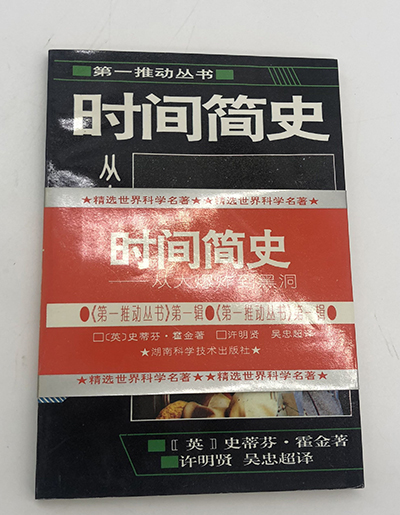 第一推动丛书
时间简史
从
★精选世界科学名著★★精选世界科学名著★
时间简史
——从大爆炸到黑洞
●《第一推动丛书》第一辑●《第一推动丛书》第一辑●
□〔英〕史蒂芬·霍金著 □许明贤 吴忠超译
★湖南科学技术出版社★
★精选世界科学名著★★精选世界科学名著★
〔英〕史蒂芬·霍金著
许明贤 吴忠超译